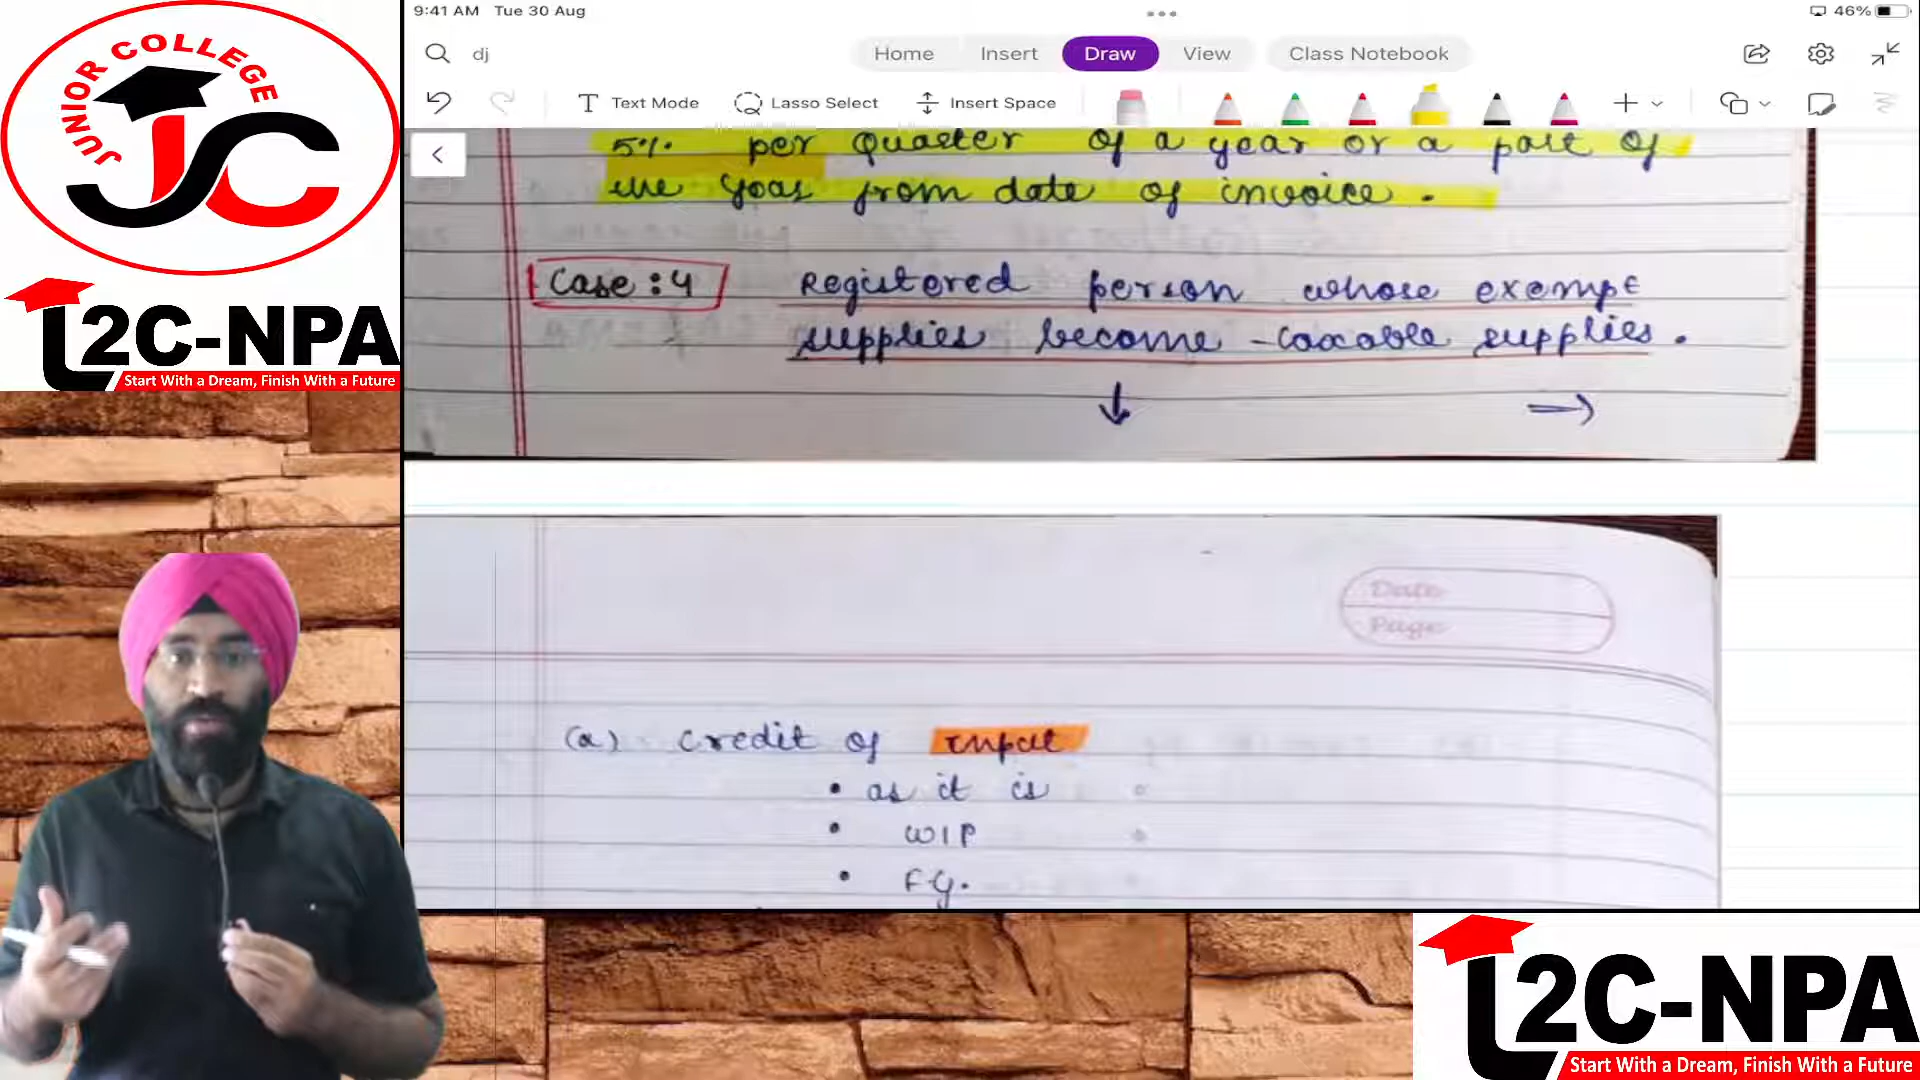 JUNIOR COLLEGE
JC
L2C-NPA
Start With a Dream, Finish With a Future
9:41 AM Tue 30 Aug
46%
dj
Home Insert Draw View Class Notebook
Text Mode Lasso Select Insert Space
5% per Quarter of a year or a part of
the year from date of invoice.
Case: 4 Registered person whose exempt
supplies become taxable supplies.
Date
Page
(a) credit of input
• as it is
• WIP
• FG.
L2C-NPA
Start With a Dream, Finish With a Future